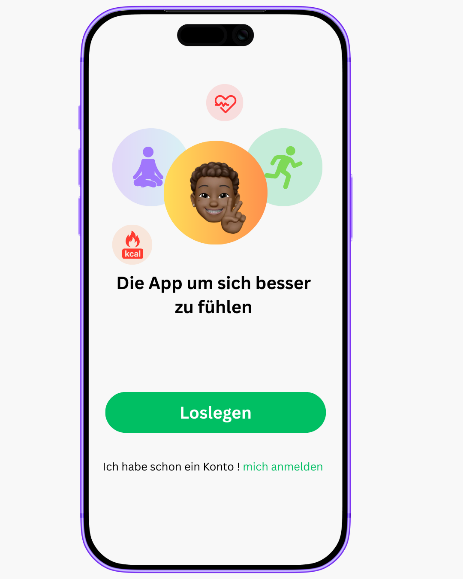 kcal
Die App um sich besser
zu fühlen
Loslegen
Ich habe schon ein Konto ! mich anmelden